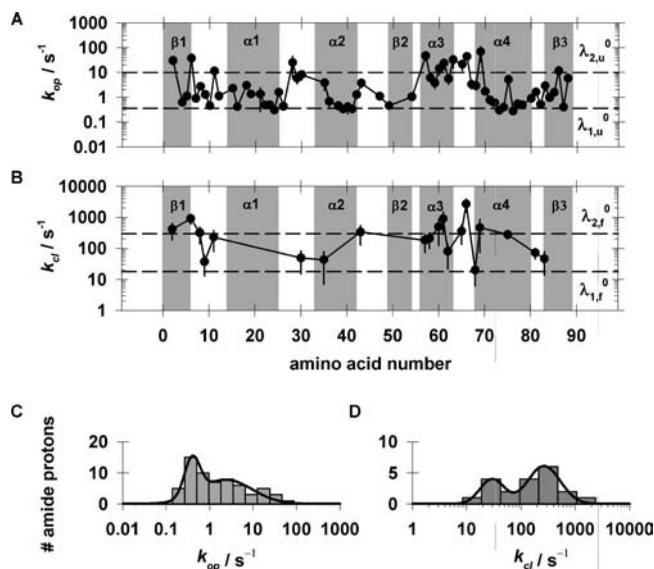 A
1000
100
10
1
0.1
0.01
k_op / s⁻¹
β1 α1 α2 β2 α3 α4 β3
λ₂,ᵤ⁰
λ₁,ᵤ⁰
B
10000
1000
100
10
1
k_cl / s⁻¹
β1 α1 α2 β2 α3 α4 β3
λ₂,f⁰
λ₁,f⁰
0 10 20 30 40 50 60 70 80 90
amino acid number
C
20
10
0
# amide protons
0.01 0.1 1 10 100 1000
k_op / s⁻¹
D
10
5
0
1 10 100 1000 10000
k_cl / s⁻¹